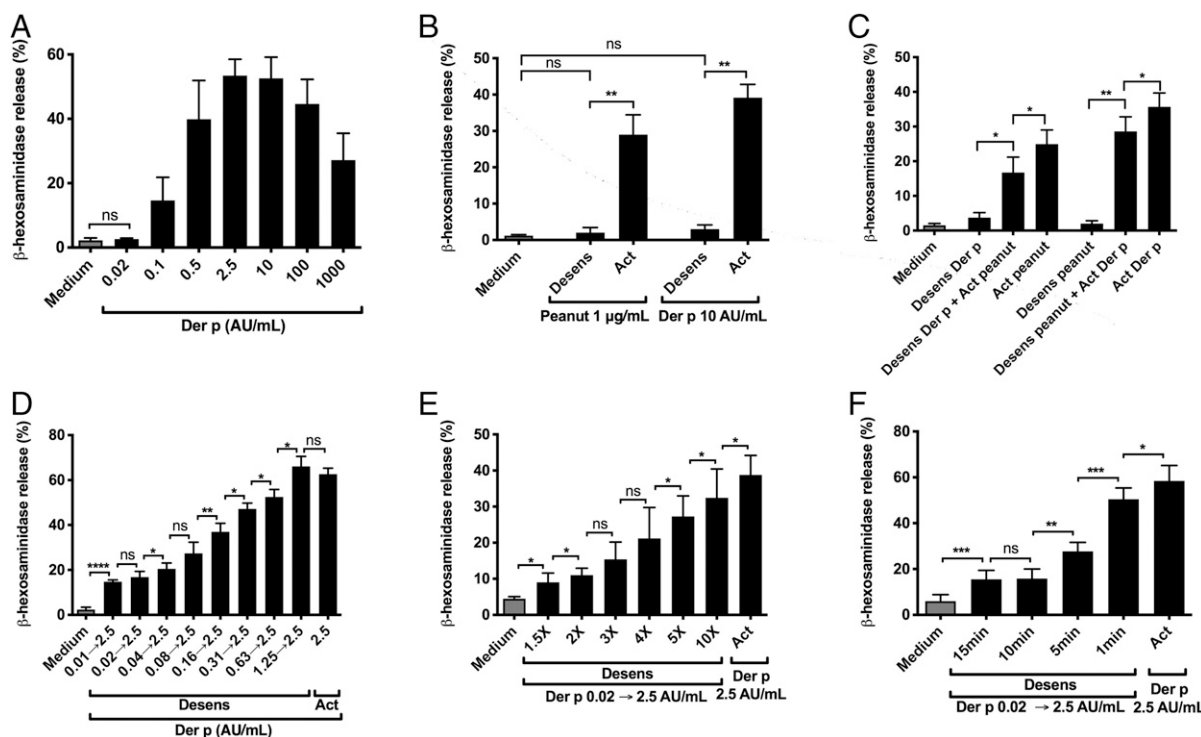 A
β-hexosaminidase release (%)
60
40
20
0
ns
Medium
0.02
0.1
0.5
2.5
10
100
1000
Der p (AU/mL)
B
β-hexosaminidase release (%)
50
40
30
20
10
0
ns
ns
**
**
Medium
Desens
Act
Desens
Act
Peanut 1 µg/mL
Der p 10 AU/mL
C
β-hexosaminidase release (%)
50
40
30
20
10
0
*
*
**
*
Medium
Desens Der p
Desens Der p + Act peanut
Act peanut
Desens peanut
Desens peanut + Act Der p
Act Der p
D
β-hexosaminidase release (%)
80
60
40
20
0
****
ns
*
ns
**
*
*
*
ns
Medium
0.01→2.5
0.02→2.5
0.04→2.5
0.08→2.5
0.16→2.5
0.31→2.5
0.63→2.5
1.25→2.5
2.5
Desens
Act
Der p (AU/mL)
E
β-hexosaminidase release (%)
50
40
30
20
10
0
*
*
ns
ns
*
*
*
Medium
1.5X
2X
3X
4X
5X
10X
Act
Desens
Der p
Der p 0.02 → 2.5 AU/mL
2.5 AU/mL
F
β-hexosaminidase release (%)
80
60
40
20
0
***
ns
**
***
*
Medium
15min
10min
5min
1min
Act
Desens
Der p
Der p 0.02 → 2.5 AU/mL
2.5 AU/mL